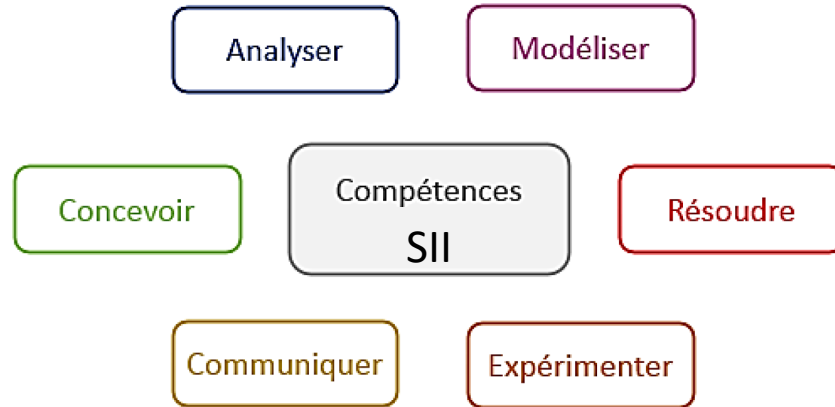 Analyser
Modéliser
Concevoir
Compétences
SII
Résoudre
Communiquer
Expérimenter